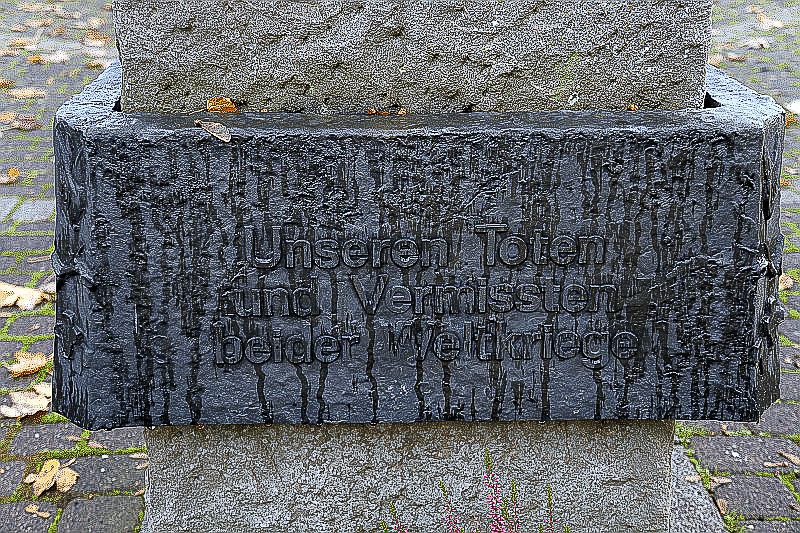 Unseren Toten
und Vermissten
beider Weltkriege